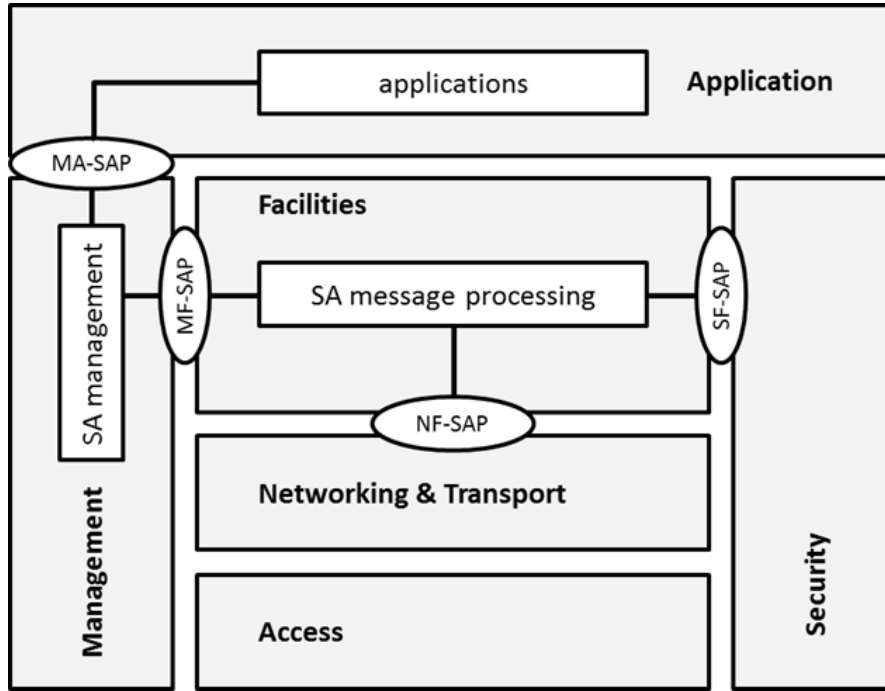 applications
Application
MA-SAP
Facilities
SA management
MF-SAP
SA message processing
SF-SAP
NF-SAP
Networking & Transport
Management
Access
Security